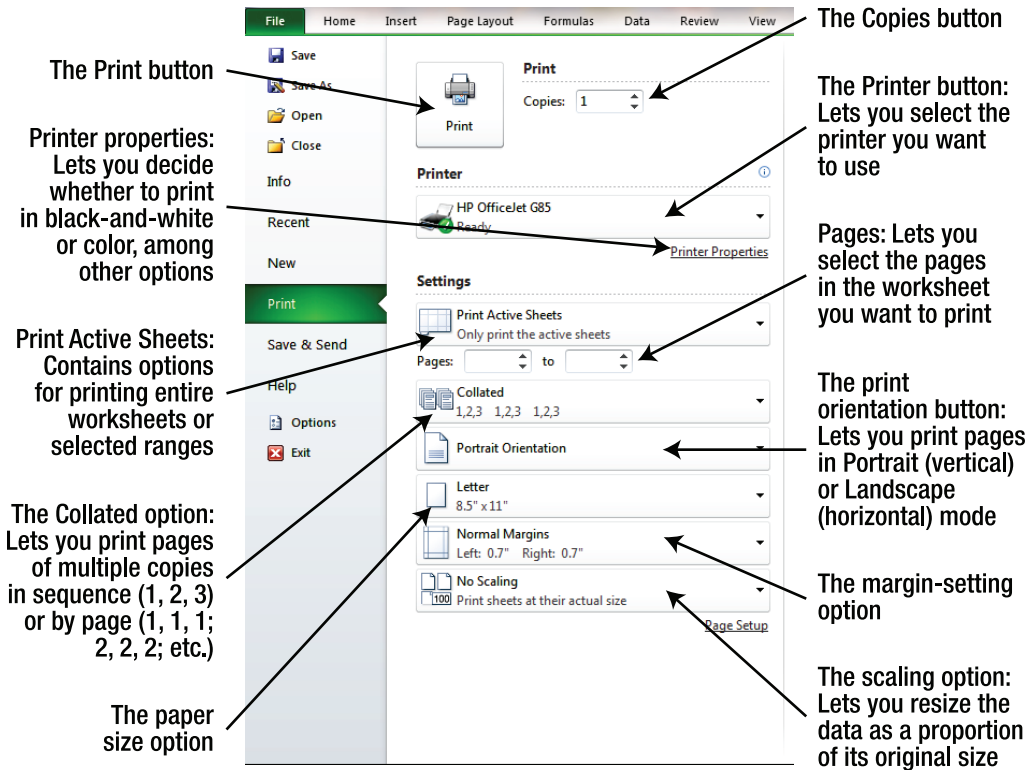 File Home Insert Page Layout Formulas Data Review View
Save
Save As
Open
Close
Info
Recent
New
Print
Save & Send
Help
Options
Exit
Print
Print
Copies: 1
Printer
HP OfficeJet G85
Ready
Printer Properties
Settings
Print Active Sheets
Only print the active sheets
Pages: to
Collated
1,2,3 1,2,3 1,2,3
Portrait Orientation
Letter
8.5" x 11"
Normal Margins
Left: 0.7" Right: 0.7"
No Scaling
100 Print sheets at their actual size
Page Setup
The Print button
Printer properties:
Lets you decide
whether to print
in black-and-white
or color, among
other options
Print Active Sheets:
Contains options
for printing entire
worksheets or
selected ranges
The Collated option:
Lets you print pages
of multiple copies
in sequence (1, 2, 3)
or by page (1, 1, 1;
2, 2, 2; etc.)
The paper
size option
The Copies button
The Printer button:
Lets you select the
printer you want
to use
Pages: Lets you
select the pages
in the worksheet
you want to print
The print
orientation button:
Lets you print pages
in Portrait (vertical)
or Landscape
(horizontal) mode
The margin-setting
option
The scaling option:
Lets you resize the
data as a proportion
of its original size